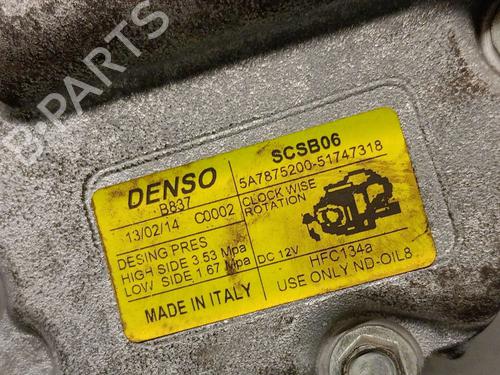 B-PARTS
DENSO
B837
13/02/14 C0002
DESING PRES
HIGH SIDE 3.53 Mpa
LOW SIDE 1.67 Mpa
MADE IN ITALY
SCSB06
5A7875200-51747318
CLOCK WISE
ROTATION
DC 12V HFC134a
USE ONLY ND-OIL8